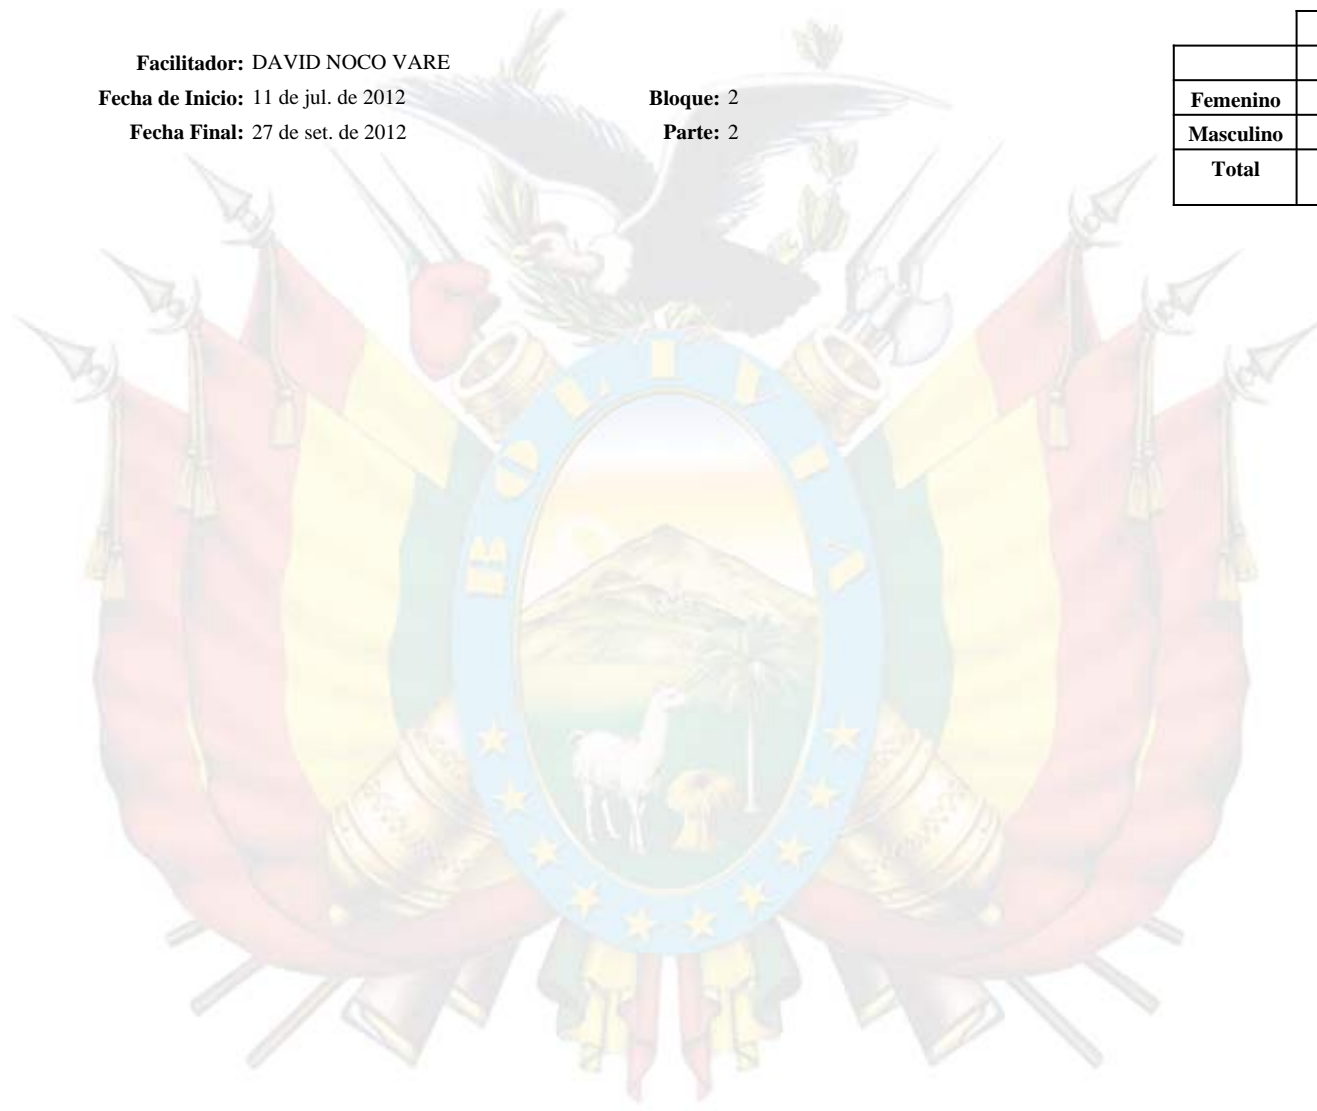 Facilitador: DAVID NOCO VARE
Fecha de Inicio: 11 de jul. de 2012 Bloque: 2
Fecha Final: 27 de set. de 2012 Parte: 2
Femenino
Masculino
Total
BOLIVIA